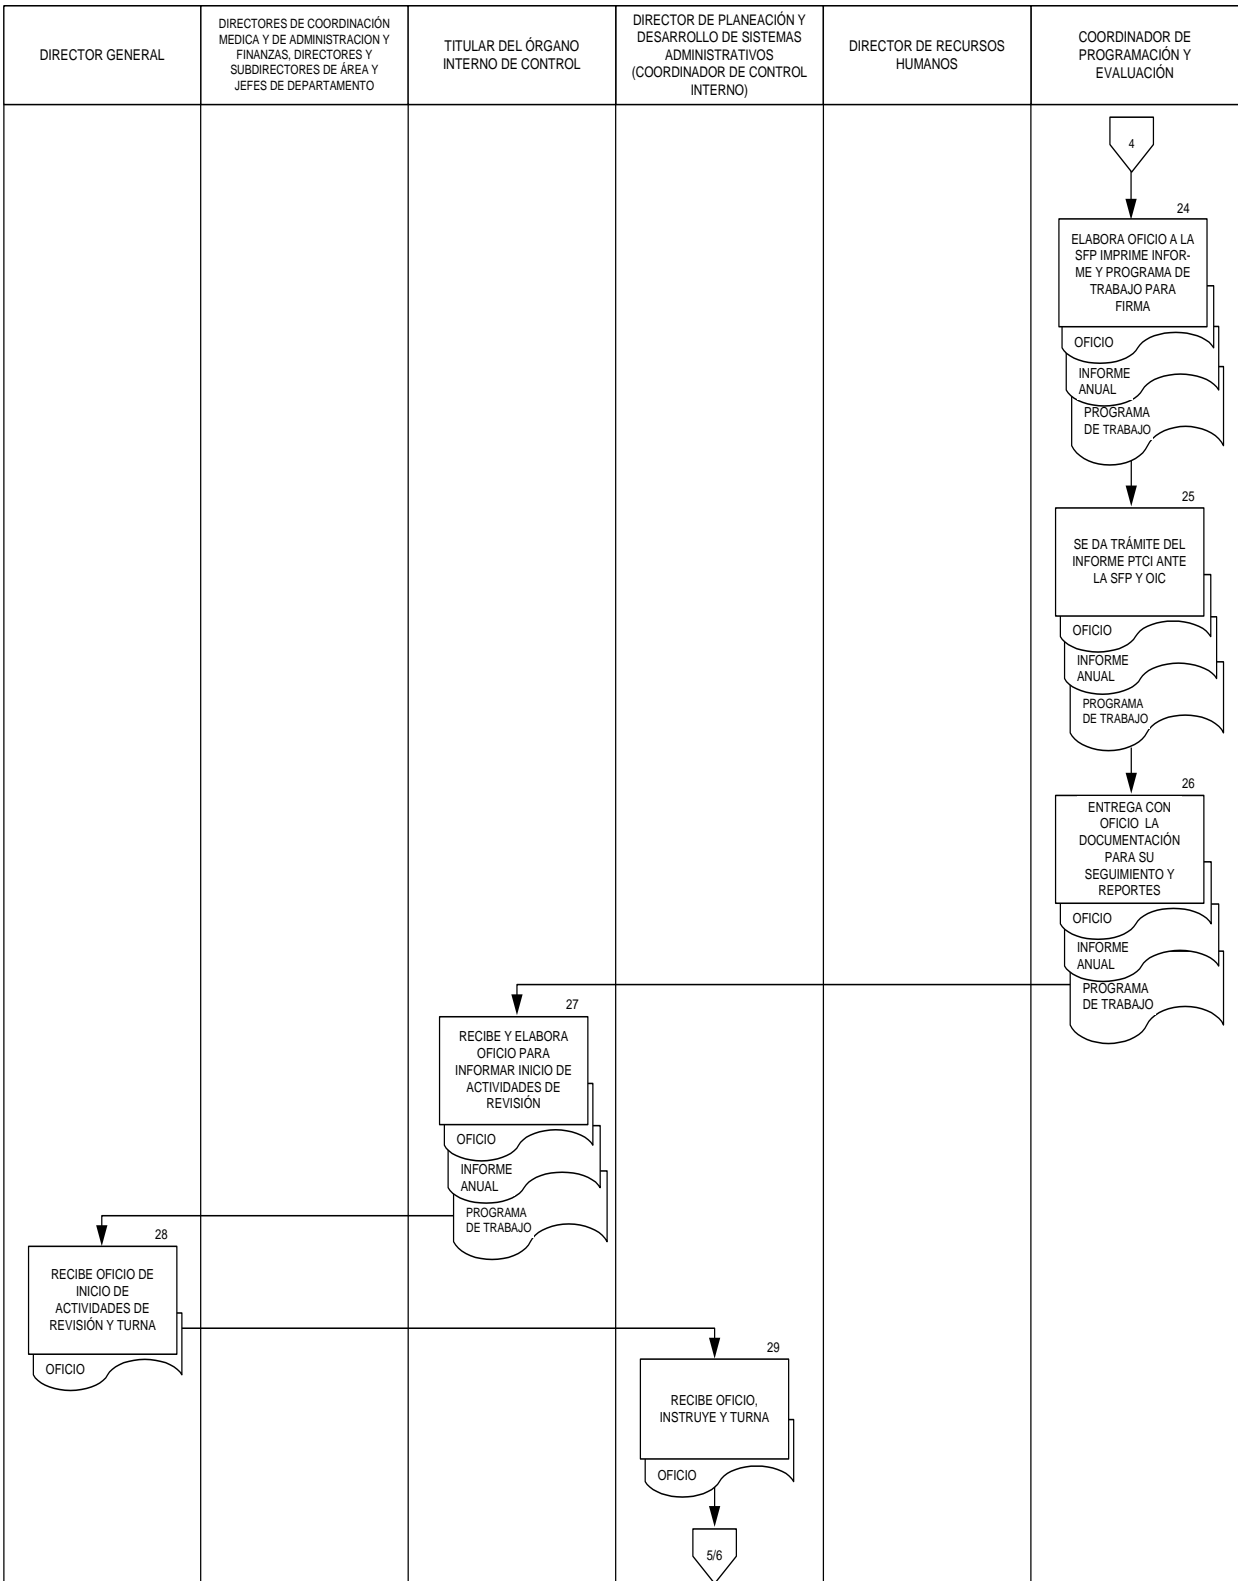 DIRECTOR GENERAL
DIRECTORES DE COORDINACIÓN
MEDICA Y DE ADMINISTRACION Y
FINANZAS, DIRECTORES Y
SUBDIRECTORES DE ÁREA Y
JEFES DE DEPARTAMENTO
TITULAR DEL ÓRGANO
INTERNO DE CONTROL
DIRECTOR DE PLANEACIÓN Y
DESARROLLO DE SISTEMAS
ADMINISTRATIVOS
(COORDINADOR DE CONTROL
INTERNO)
DIRECTOR DE RECURSOS
HUMANOS
COORDINADOR DE
PROGRAMACIÓN Y
EVALUACIÓN
4
24
ELABORA OFICIO A LA
SFP IMPRIME INFOR-
ME Y PROGRAMA DE
TRABAJO PARA
FIRMA
OFICIO
INFORME
ANUAL
PROGRAMA
DE TRABAJO
25
SE DA TRÁMITE DEL
INFORME PTCI ANTE
LA SFP Y OIC
OFICIO
INFORME
ANUAL
PROGRAMA
DE TRABAJO
26
ENTREGA CON
OFICIO LA
DOCUMENTACIÓN
PARA SU
SEGUIMIENTO Y
REPORTES
OFICIO
INFORME
ANUAL
PROGRAMA
DE TRABAJO
27
RECIBE Y ELABORA
OFICIO PARA
INFORMAR INICIO DE
ACTIVIDADES DE
REVISIÓN
OFICIO
INFORME
ANUAL
PROGRAMA
DE TRABAJO
28
RECIBE OFICIO DE
INICIO DE
ACTIVIDADES DE
REVISIÓN Y TURNA
OFICIO
29
RECIBE OFICIO,
INSTRUYE Y TURNA
OFICIO
5/6